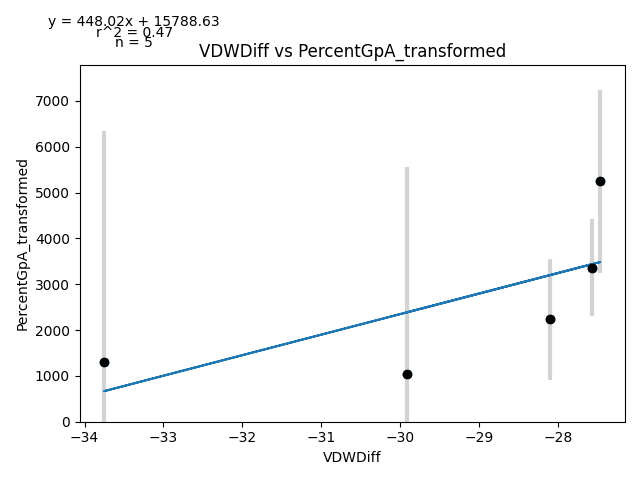 y = 448.02x + 15788.63
r^2 = 0.47
n = 5
VDWDiff vs PercentGpA_transformed
7000
6000
5000
4000
3000
2000
1000
0
PercentGpA_transformed
−34 −33 −32 −31 −30 −29 −28
VDWDiff